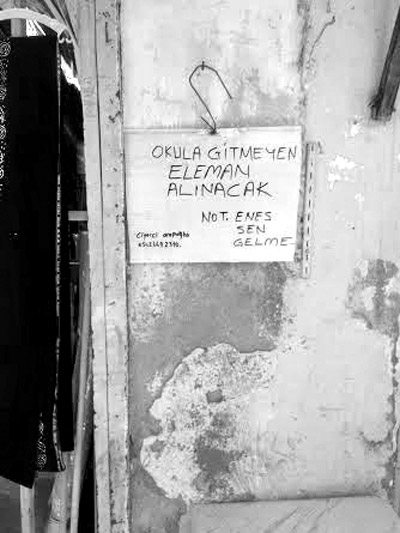 OKULA GİTMEYEN
ELEMAN
ALINACAK
NOT. ENES
SEN
GELME